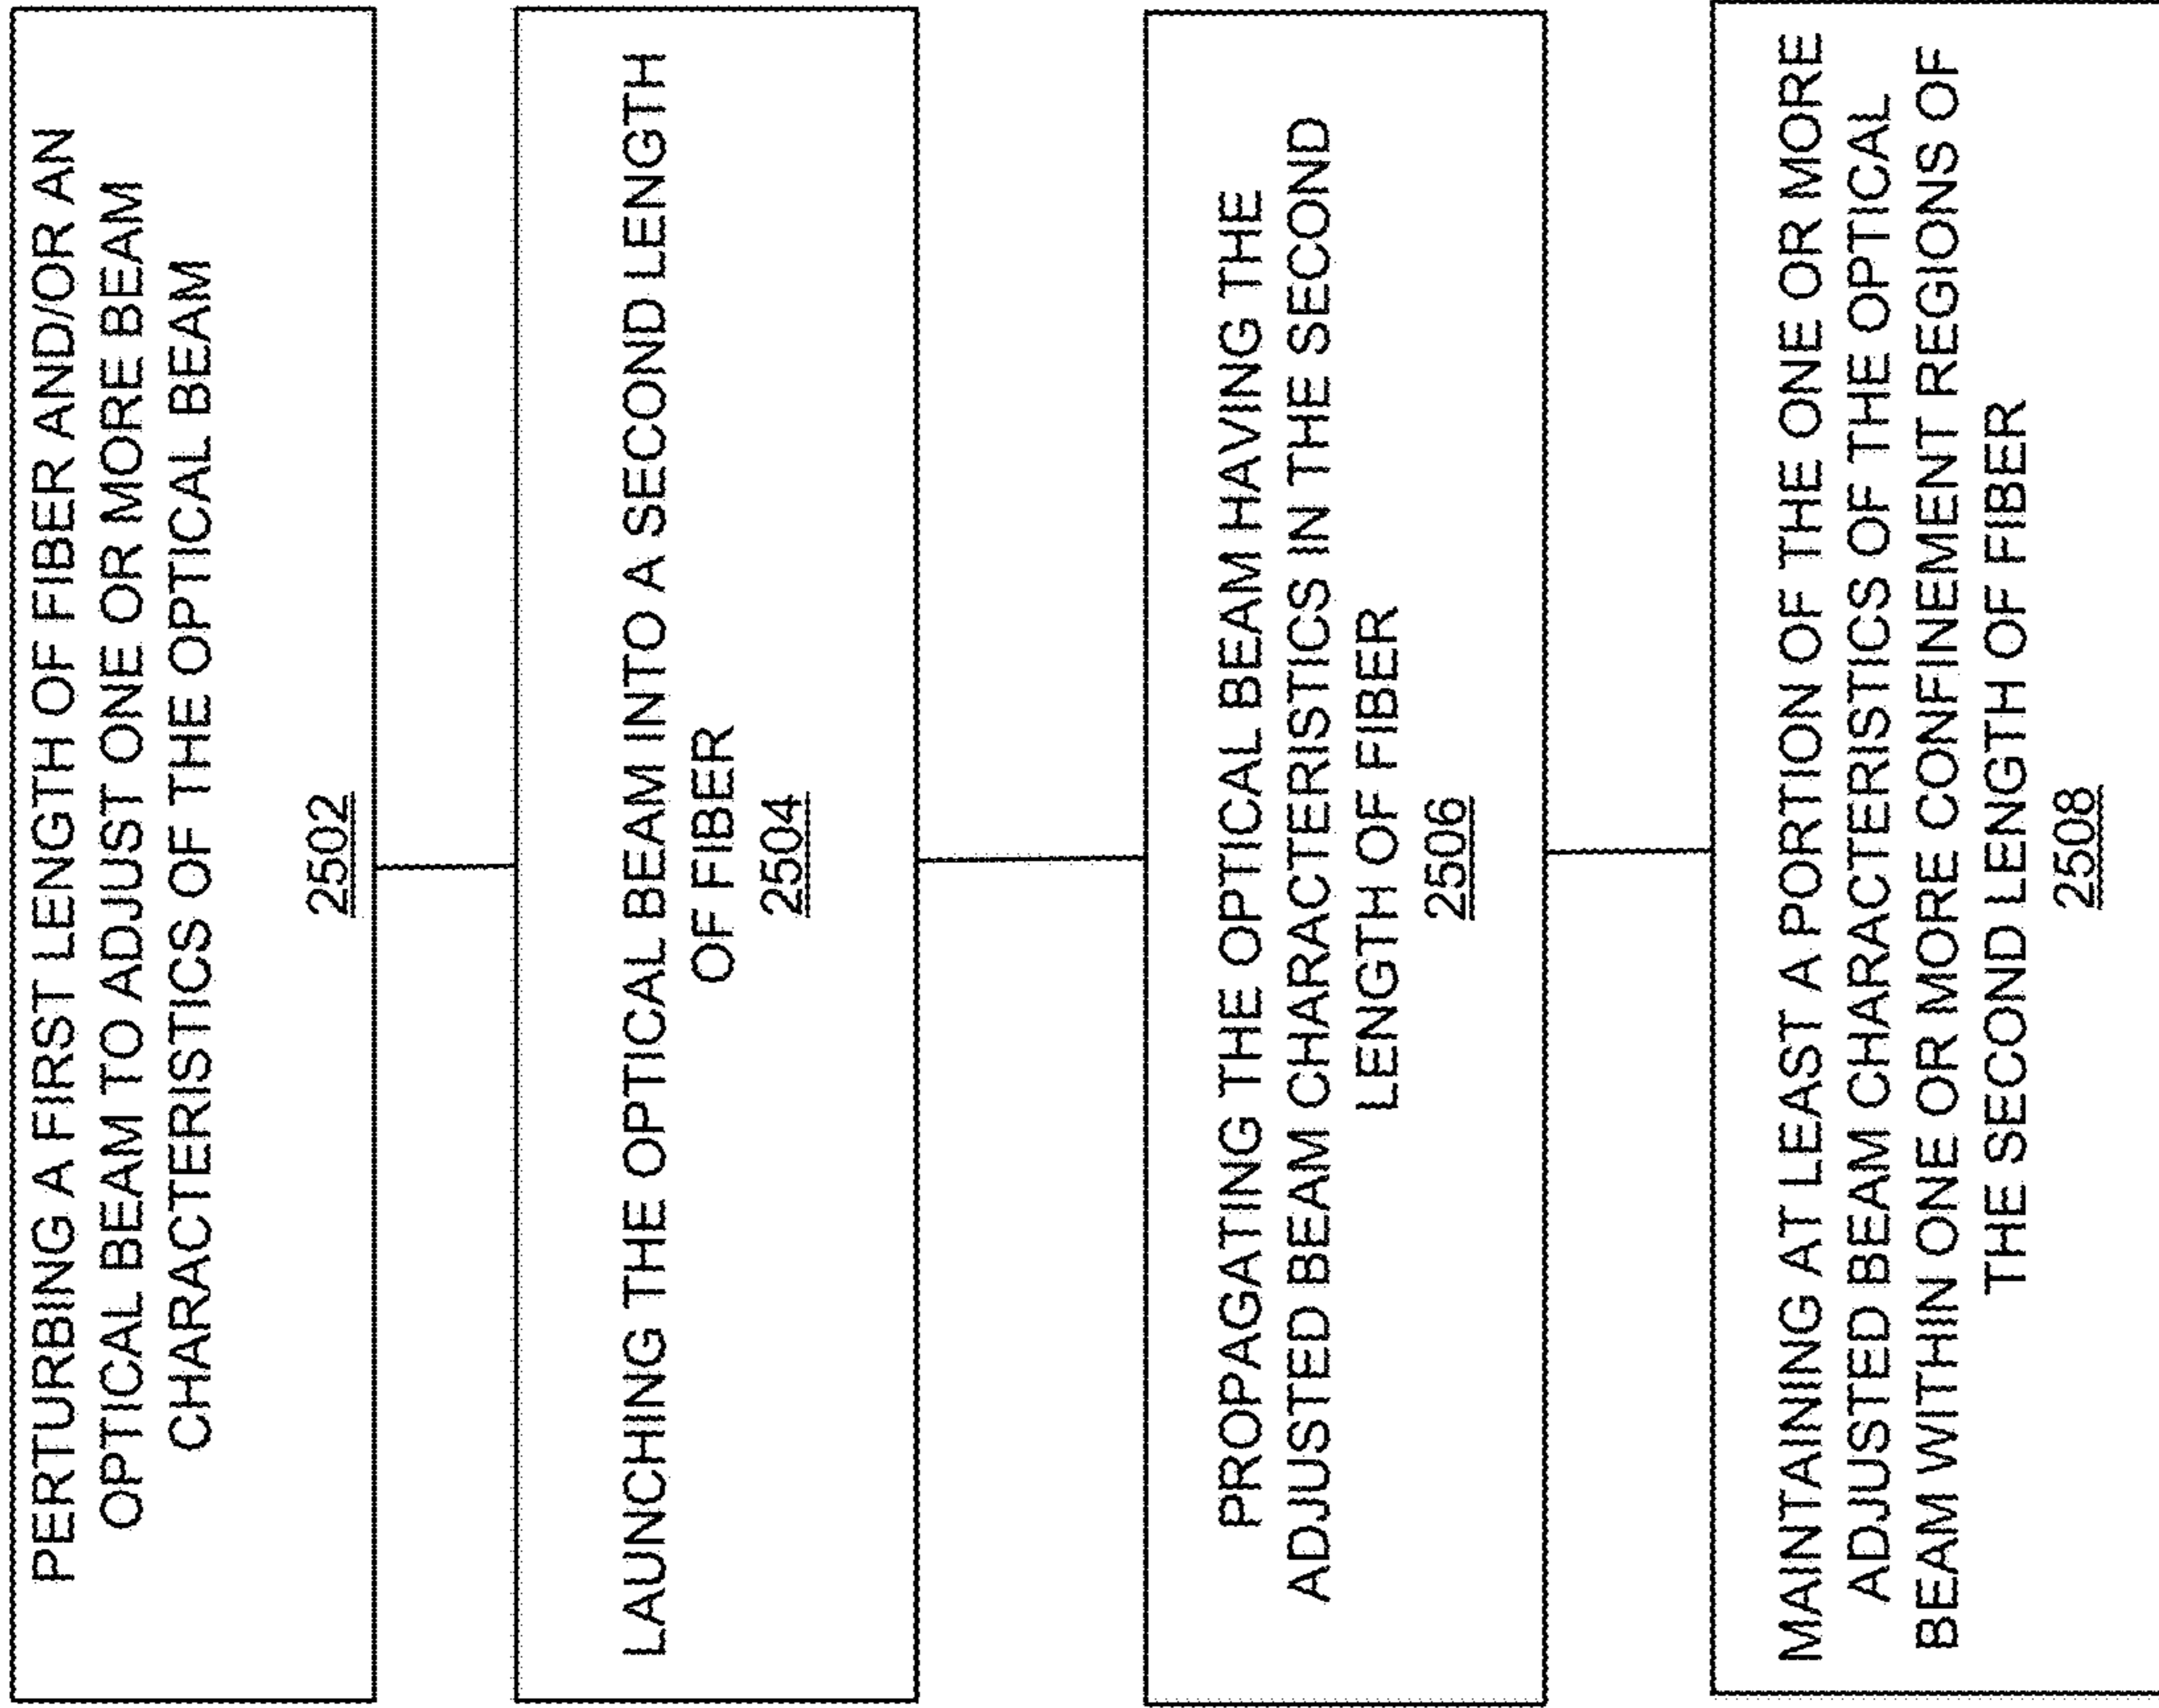 PERTURBING A FIRST LENGTH OF FIBER AND/OR AN
OPTICAL BEAM TO ADJUST ONE OR MORE BEAM
CHARACTERISTICS OF THE OPTICAL BEAM
2502
LAUNCHING THE OPTICAL BEAM INTO A SECOND LENGTH
OF FIBER
2504
PROPAGATING THE OPTICAL BEAM HAVING THE
ADJUSTED BEAM CHARACTERISTICS IN THE SECOND
LENGTH OF FIBER
2506
MAINTAINING AT LEAST A PORTION OF THE ONE OR MORE
ADJUSTED BEAM CHARACTERISTICS OF THE OPTICAL
BEAM WITHIN ONE OR MORE CONFINEMENT REGIONS OF
THE SECOND LENGTH OF FIBER
2508